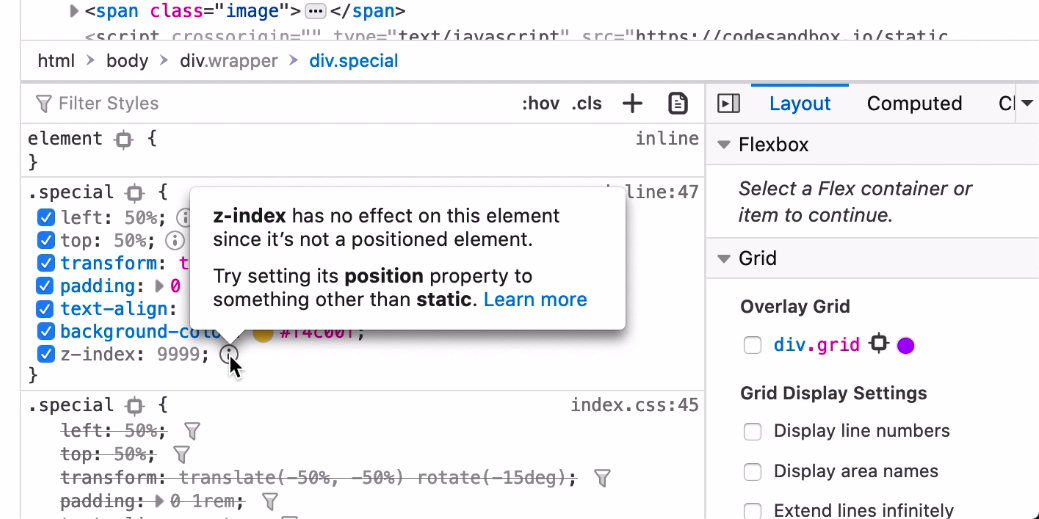 <span class="image"> ••• </span>
<script crossorigin="" type="text/javascript" src="https://codesandbox.io/static
html > body > div.wrapper > div.special
Filter Styles :hov .cls +
Layout Computed
element { inline
}
Flexbox
Select a Flex container or
item to continue.
.special { line:47
left: 50%;
top: 50%;
transform:
padding: 0
text-align:
background-colo #f4c001;
z-index: 9999;
}
z-index has no effect on this element
since it's not a positioned element.
Try setting its position property to
something other than static. Learn more
Grid
Overlay Grid
div.grid
Grid Display Settings
Display line numbers
Display area names
Extend lines infinitely
.special { index.css:45
left: 50%;
top: 50%;
transform: translate(-50%, -50%) rotate(-15deg);
padding: 0 1rem;